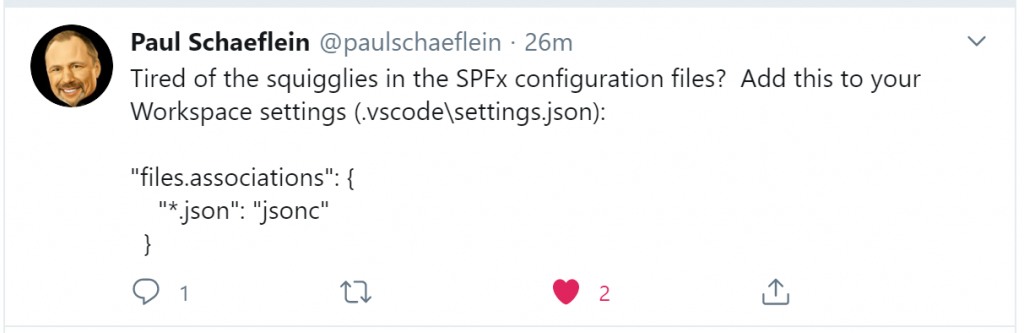 Paul Schaeflein @paulschaeflein · 26m
Tired of the squigglies in the SPFx configuration files?  Add this to your
Workspace settings (.vscode\settings.json):
"files.associations": {
"*.json": "jsonc"
}
1 2